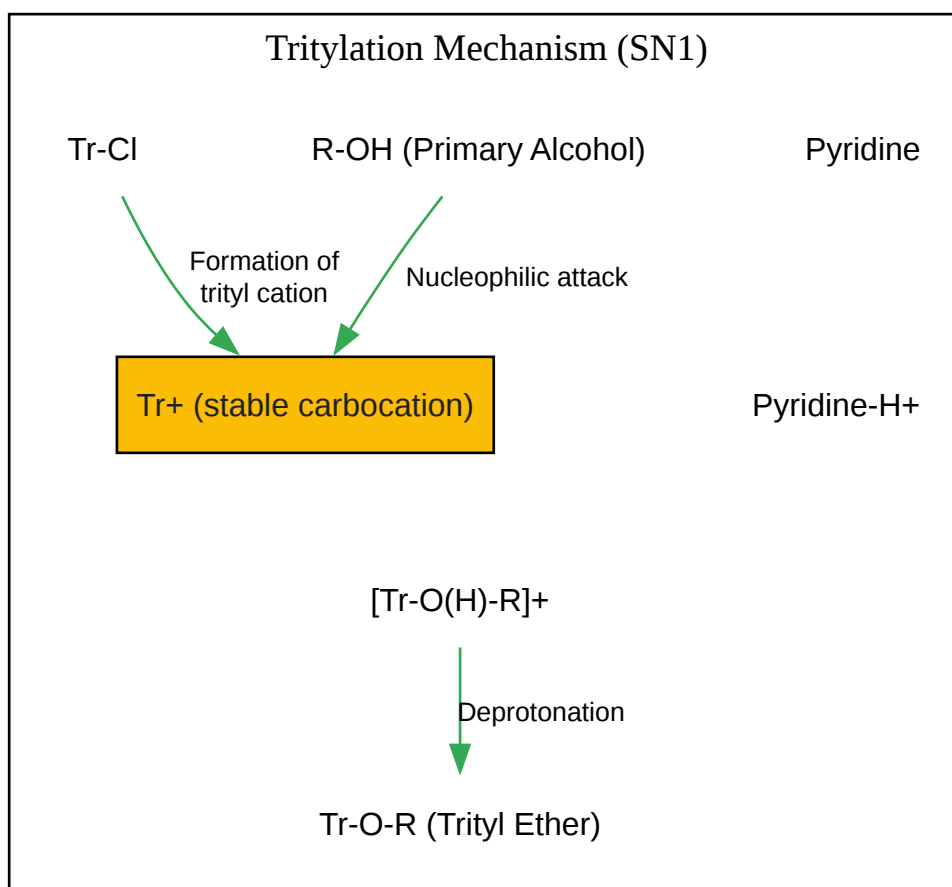 Tritylation Mechanism (SN1)
Tr-Cl
R-OH (Primary Alcohol)
Pyridine
Formation of
trityl cation
Nucleophilic attack
Tr+ (stable carbocation)
Pyridine-H+
[Tr-O(H)-R]+
Deprotonation
Tr-O-R (Trityl Ether)